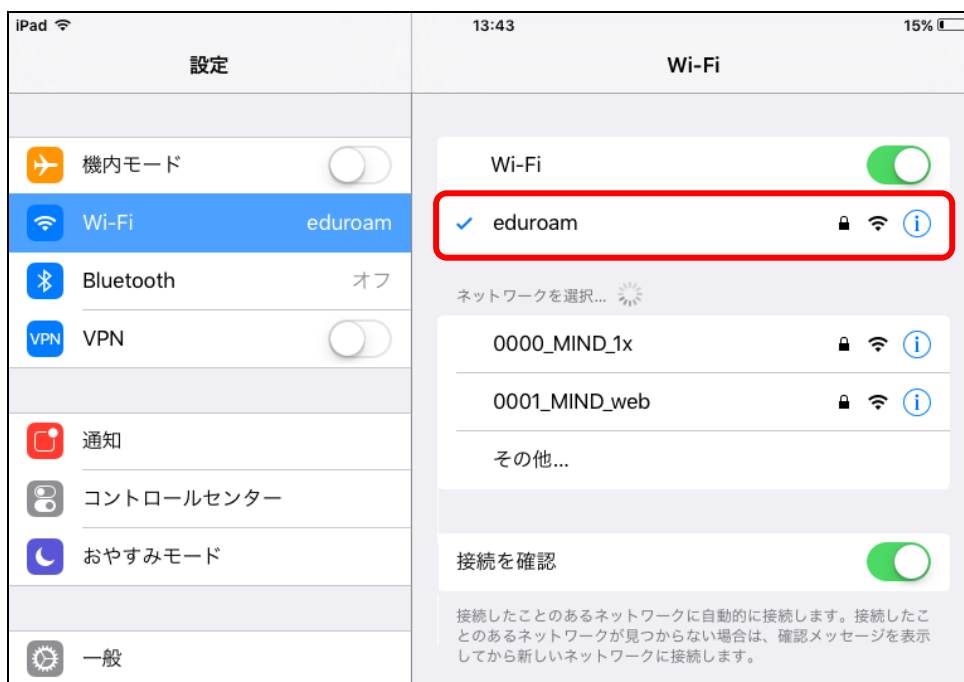 iPad
13:43
15%
設定
機内モード
Wi-Fi eduroam
Bluetooth オフ
VPN VPN
通知
コントロールセンター
おやすみモード
一般
Wi-Fi
Wi-Fi
eduroam
ネットワークを選択...
0000_MIND_1x
0001_MIND_web
その他...
接続を確認
接続したことのあるネットワークに自動的に接続します。接続したこ
とのあるネットワークが見つからない場合は、確認メッセージを表示
してから新しいネットワークに接続します。